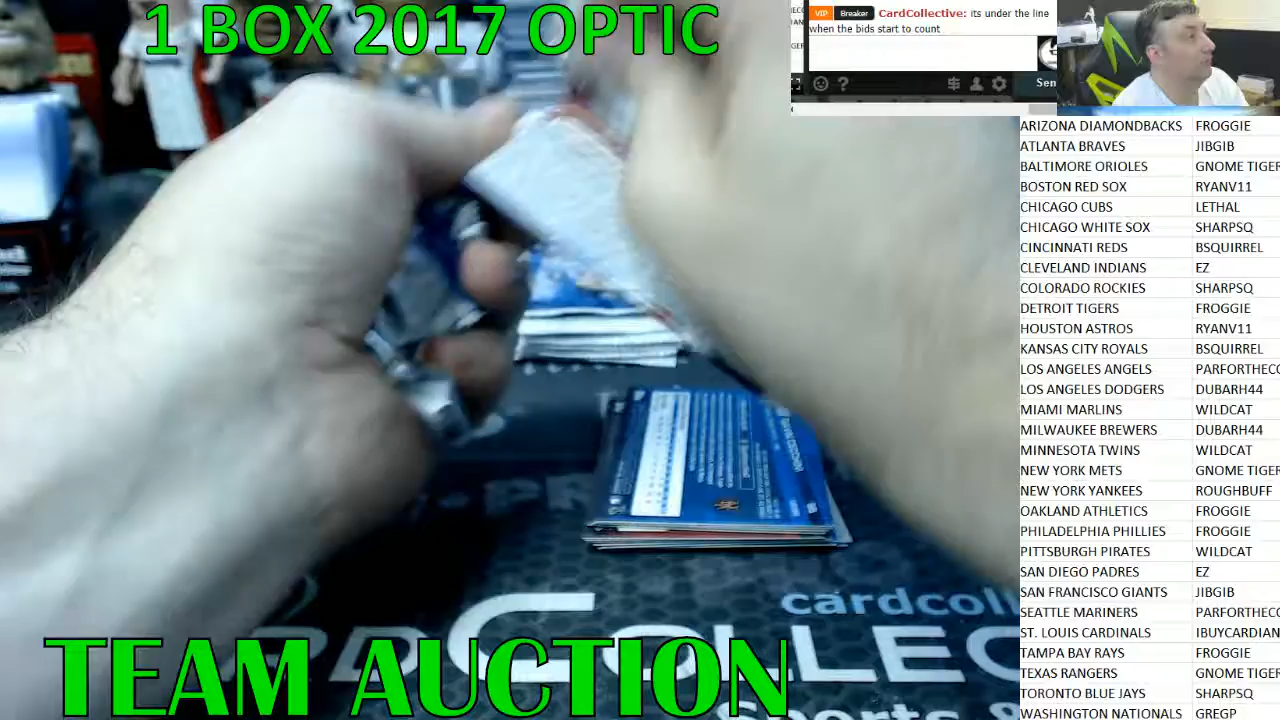 1 BOX 2017 OPTIC
VIP Breaker CardCollective: its under the line
when the bids start to count
Sen
ARIZONA DIAMONDBACKS FROGGIE
ATLANTA BRAVES JIBGIB
BALTIMORE ORIOLES GNOME TIGER
BOSTON RED SOX RYANV11
CHICAGO CUBS LETHAL
CHICAGO WHITE SOX SHARPSQ
CINCINNATI REDS BSQUIRREL
CLEVELAND INDIANS EZ
COLORADO ROCKIES SHARPSQ
DETROIT TIGERS FROGGIE
HOUSTON ASTROS RYANV11
KANSAS CITY ROYALS BSQUIRREL
LOS ANGELES ANGELS PARFORTHECO
LOS ANGELES DODGERS DUBARH44
MIAMI MARLINS WILDCAT
MILWAUKEE BREWERS DUBARH44
MINNESOTA TWINS WILDCAT
NEW YORK METS GNOME TIGER
NEW YORK YANKEES ROUGHBUFF
OAKLAND ATHLETICS FROGGIE
PHILADELPHIA PHILLIES FROGGIE
PITTSBURGH PIRATES WILDCAT
SAN DIEGO PADRES EZ
SAN FRANCISCO GIANTS JIBGIB
SEATTLE MARINERS PARFORTHECO
ST. LOUIS CARDINALS IBUYCARDIAN
TAMPA BAY RAYS FROGGIE
TEXAS RANGERS GNOME TIGER
TORONTO BLUE JAYS SHARPSQ
WASHINGTON NATIONALS GREGP
cardcoll
RDCOLLEC
Sports &
TEAM AUCTION